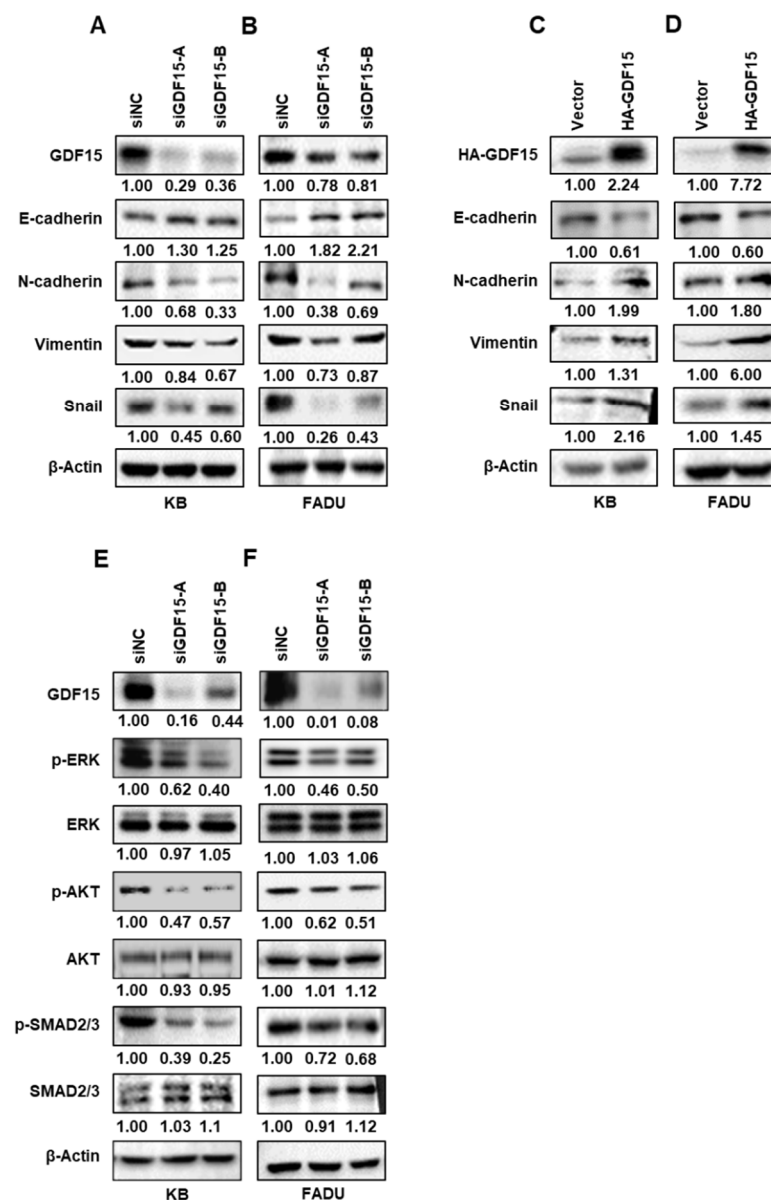 A B
siNC siGDF15-A siGDF15-B siNC siGDF15-A siGDF15-B
GDF15
1.00 0.29 0.36 1.00 0.78 0.81
E-cadherin
1.00 1.30 1.25 1.00 1.82 2.21
N-cadherin
1.00 0.68 0.33 1.00 0.38 0.69
Vimentin
1.00 0.84 0.67 1.00 0.73 0.87
Snail
1.00 0.45 0.60 1.00 0.26 0.43
β-Actin
KB FADU
C D
Vector HA-GDF15 Vector HA-GDF15
HA-GDF15
1.00 2.24 1.00 7.72
E-cadherin
1.00 0.61 1.00 0.60
N-cadherin
1.00 1.99 1.00 1.80
Vimentin
1.00 1.31 1.00 6.00
Snail
1.00 2.16 1.00 1.45
β-Actin
KB FADU
E F
siNC siGDF15-A siGDF15-B siNC siGDF15-A siGDF15-B
GDF15
1.00 0.16 0.44 1.00 0.01 0.08
p-ERK
1.00 0.62 0.40 1.00 0.46 0.50
ERK
1.00 0.97 1.05 1.00 1.03 1.06
p-AKT
1.00 0.47 0.57 1.00 0.62 0.51
AKT
1.00 0.93 0.95 1.00 1.01 1.12
p-SMAD2/3
1.00 0.39 0.25 1.00 0.72 0.68
SMAD2/3
1.00 1.03 1.1 1.00 0.91 1.12
β-Actin
KB FADU